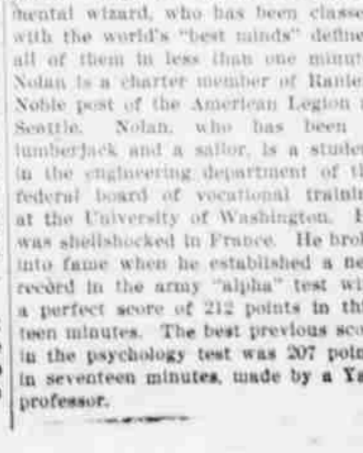 mental wizard, who has been classe
with the world's "best minds" define
all of them in less than one minut
Nolan is a charter member of Ranie
Noble post of the American Legion
Seattle. Nolan, who has been
lumberjack and a sailor, is a studen
in the engineering department of th
federal board of vocational trainin
at the University of Washington. H
was shellshocked in France. He brok
into fame when he established a ne
record in the army "alpha" test wit
a perfect score of 212 points in thi
teen minutes. The best previous sco
in the psychology test was 207 poin
in seventeen minutes, made by a Ya
professor.